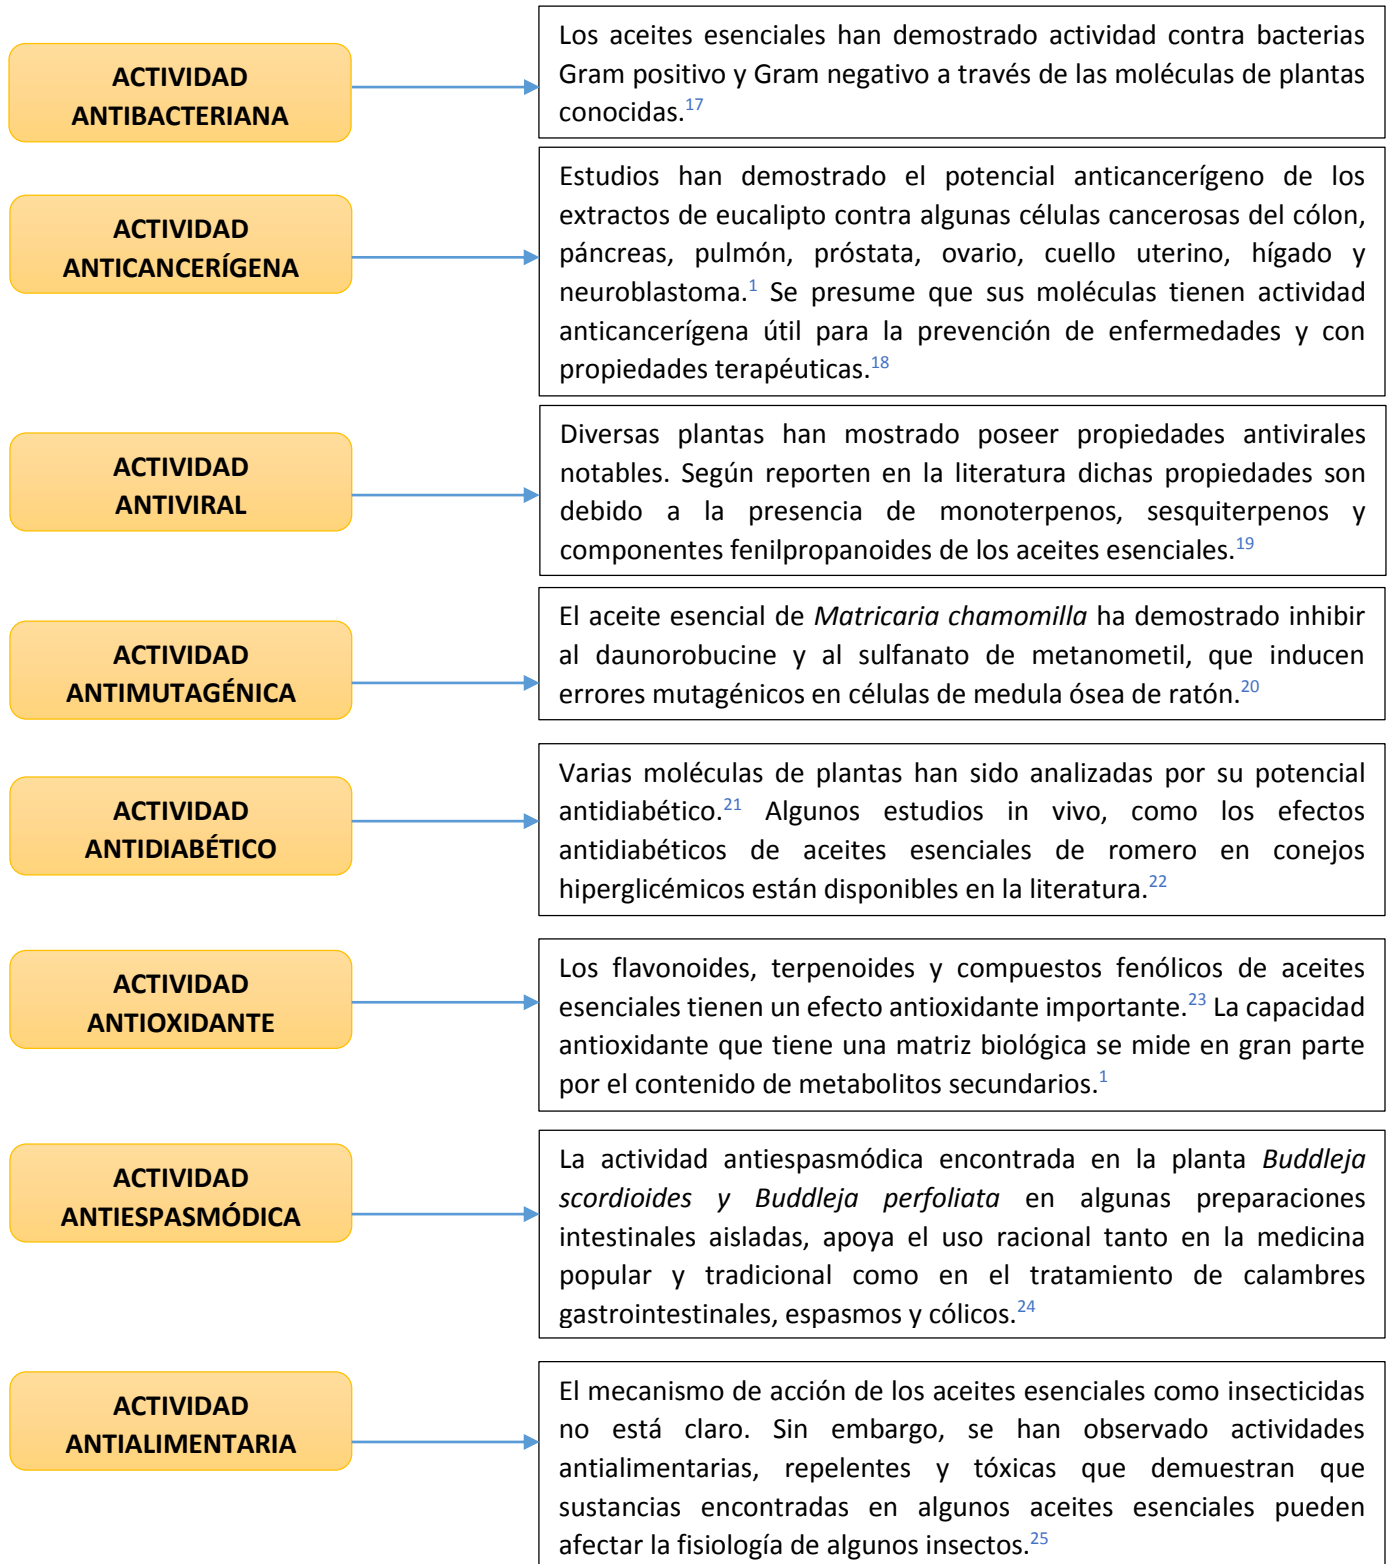 ACTIVIDAD
ANTIBACTERIANA
Los aceites esenciales han demostrado actividad contra bacterias
Gram positivo y Gram negativo a través de las moléculas de plantas
conocidas.17
ACTIVIDAD
ANTICANCERÍGENA
Estudios han demostrado el potencial anticancerígeno de los
extractos de eucalipto contra algunas células cancerosas del cólon,
páncreas, pulmón, próstata, ovario, cuello uterino, hígado y
neuroblastoma.1 Se presume que sus moléculas tienen actividad
anticancerígena útil para la prevención de enfermedades y con
propiedades terapéuticas.18
ACTIVIDAD
ANTIVIRAL
Diversas plantas han mostrado poseer propiedades antivirales
notables. Según reporten en la literatura dichas propiedades son
debido a la presencia de monoterpenos, sesquiterpenos y
componentes fenilpropanoides de los aceites esenciales.19
ACTIVIDAD
ANTIMUTAGÉNICA
El aceite esencial de Matricaria chamomilla ha demostrado inhibir
al daunorobucine y al sulfanato de metanometil, que inducen
errores mutagénicos en células de medula ósea de ratón.20
ACTIVIDAD
ANTIDIABÉTICO
Varias moléculas de plantas han sido analizadas por su potencial
antidiabético.21 Algunos estudios in vivo, como los efectos
antidiabéticos de aceites esenciales de romero en conejos
hiperglicémicos están disponibles en la literatura.22
ACTIVIDAD
ANTIOXIDANTE
Los flavonoides, terpenoides y compuestos fenólicos de aceites
esenciales tienen un efecto antioxidante importante.23 La capacidad
antioxidante que tiene una matriz biológica se mide en gran parte
por el contenido de metabolitos secundarios.1
ACTIVIDAD
ANTIESPASMÓDICA
La actividad antiespasmódica encontrada en la planta Buddleja
scordioides y Buddleja perfoliata en algunas preparaciones
intestinales aisladas, apoya el uso racional tanto en la medicina
popular y tradicional como en el tratamiento de calambres
gastrointestinales, espasmos y cólicos.24
ACTIVIDAD
ANTIALIMENTARIA
El mecanismo de acción de los aceites esenciales como insecticidas
no está claro. Sin embargo, se han observado actividades
antialimentarias, repelentes y tóxicas que demuestran que
sustancias encontradas en algunos aceites esenciales pueden
afectar la fisiología de algunos insectos.25